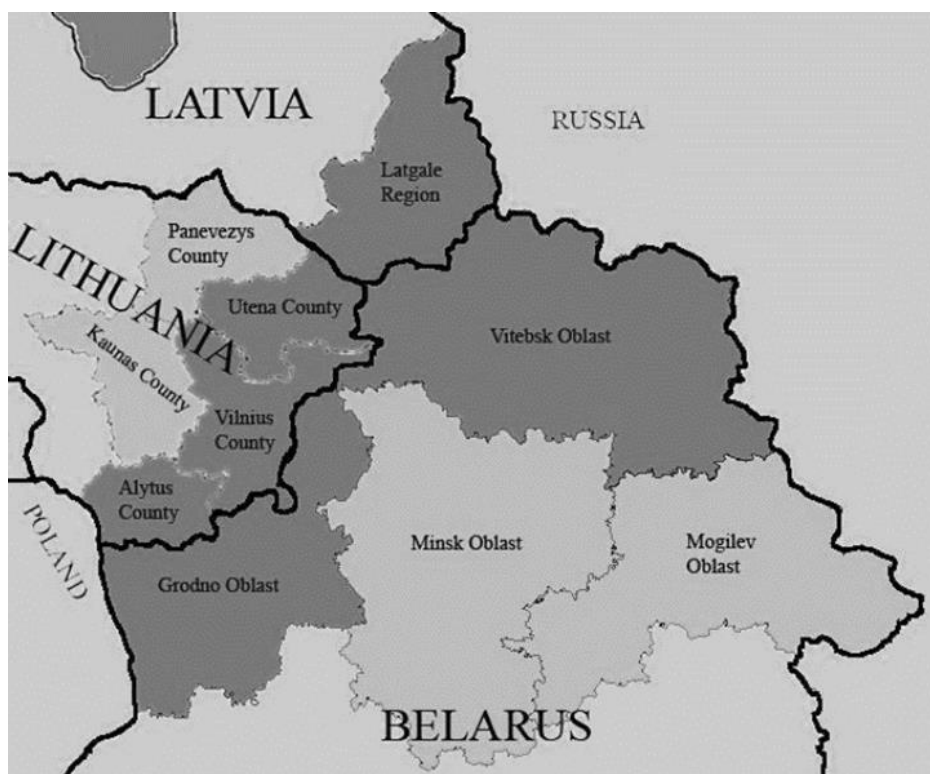 LATVIA
RUSSIA
Latgale
Region
Panevezys
County
LITHUANIA
Utena County
Vitebsk Oblast
Kaunas County
Vilnius
County
Alytus
County
POLAND
Minsk Oblast
Mogilev
Oblast
Grodno Oblast
BELARUS